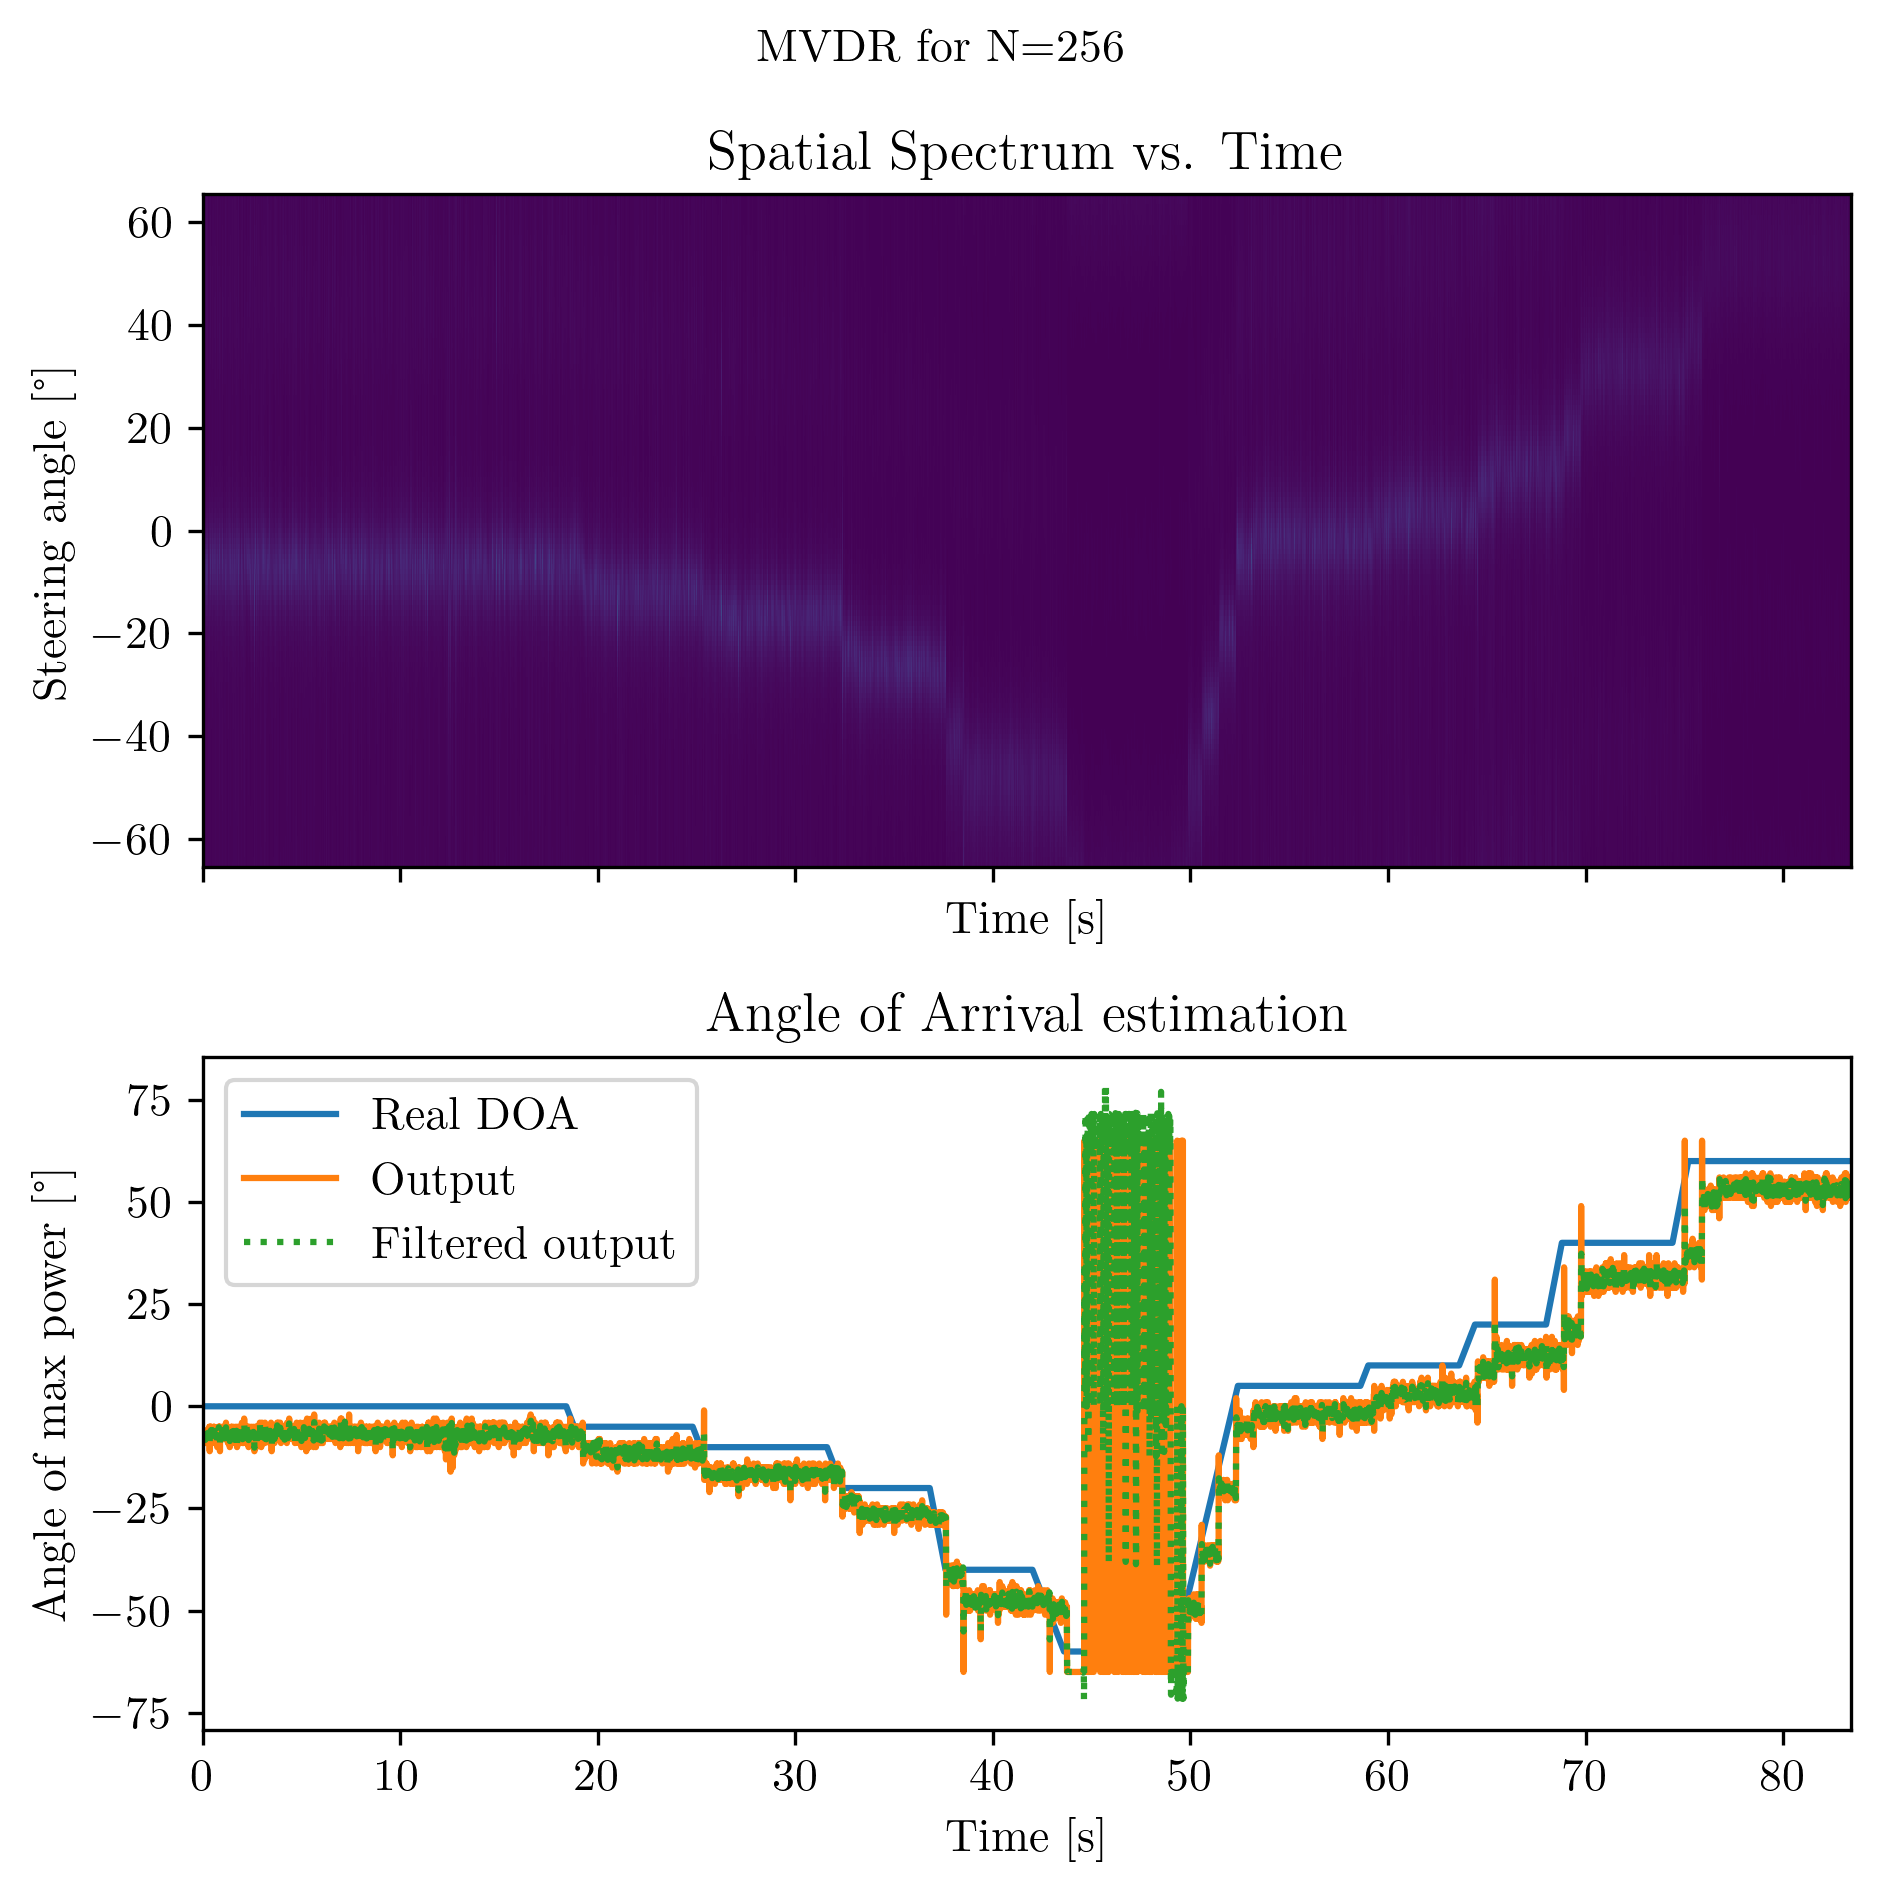 MVDR for N=256
Spatial Spectrum vs. Time
60
40
20
0
−20
−40
−60
Steering angle [°]
Time [s]
Angle of Arrival estimation
75
50
25
0
−25
−50
−75
Angle of max power [°]
Real DOA
Output
Filtered output
0 10 20 30 40 50 60 70 80
Time [s]